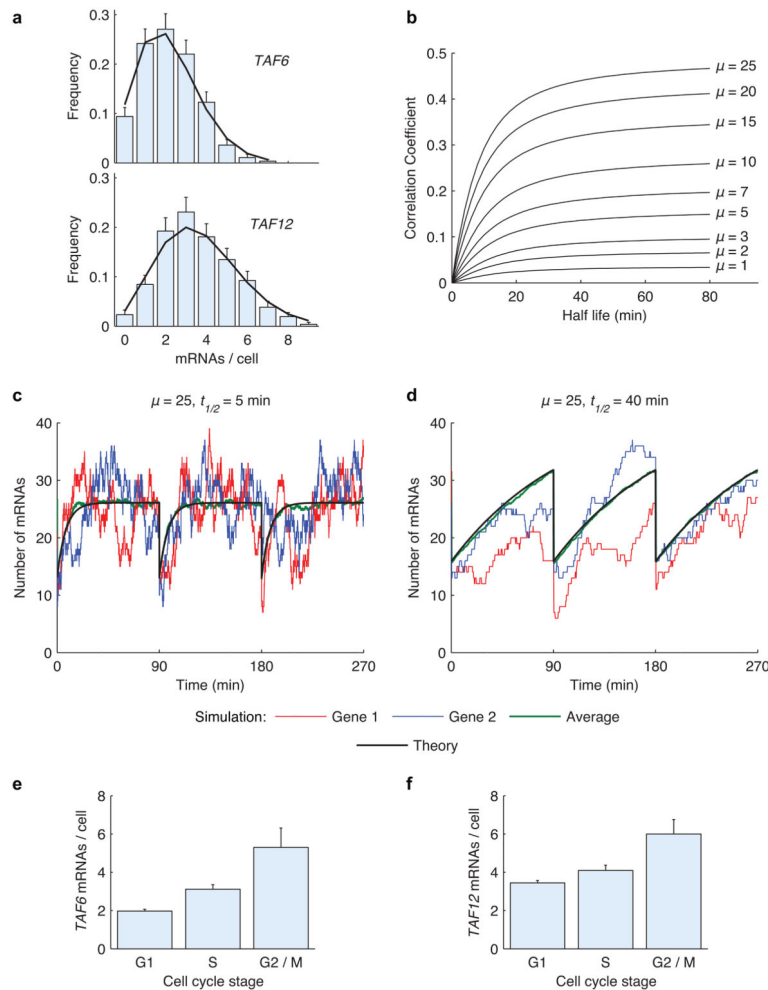 a
TAF6
Frequency
0.3
0.2
0.1
0
TAF12
Frequency
0.3
0.2
0.1
0
0 2 4 6 8
mRNAs / cell
b
Correlation Coefficient
0.5
0.4
0.3
0.2
0.1
0
μ = 25
μ = 20
μ = 15
μ = 10
μ = 7
μ = 5
μ = 3
μ = 2
μ = 1
0 20 40 60 80
Half life (min)
c
μ = 25, t1/2 = 5 min
Number of mRNAs
40
30
20
10
0
0 90 180 270
Time (min)
d
μ = 25, t1/2 = 40 min
Number of mRNAs
40
30
20
10
0
0 90 180 270
Time (min)
Simulation: Gene 1 Gene 2 Average
Theory
e
TAF6 mRNAs / cell
8
6
4
2
0
G1 S G2 / M
Cell cycle stage
f
TAF12 mRNAs / cell
8
6
4
2
0
G1 S G2 / M
Cell cycle stage